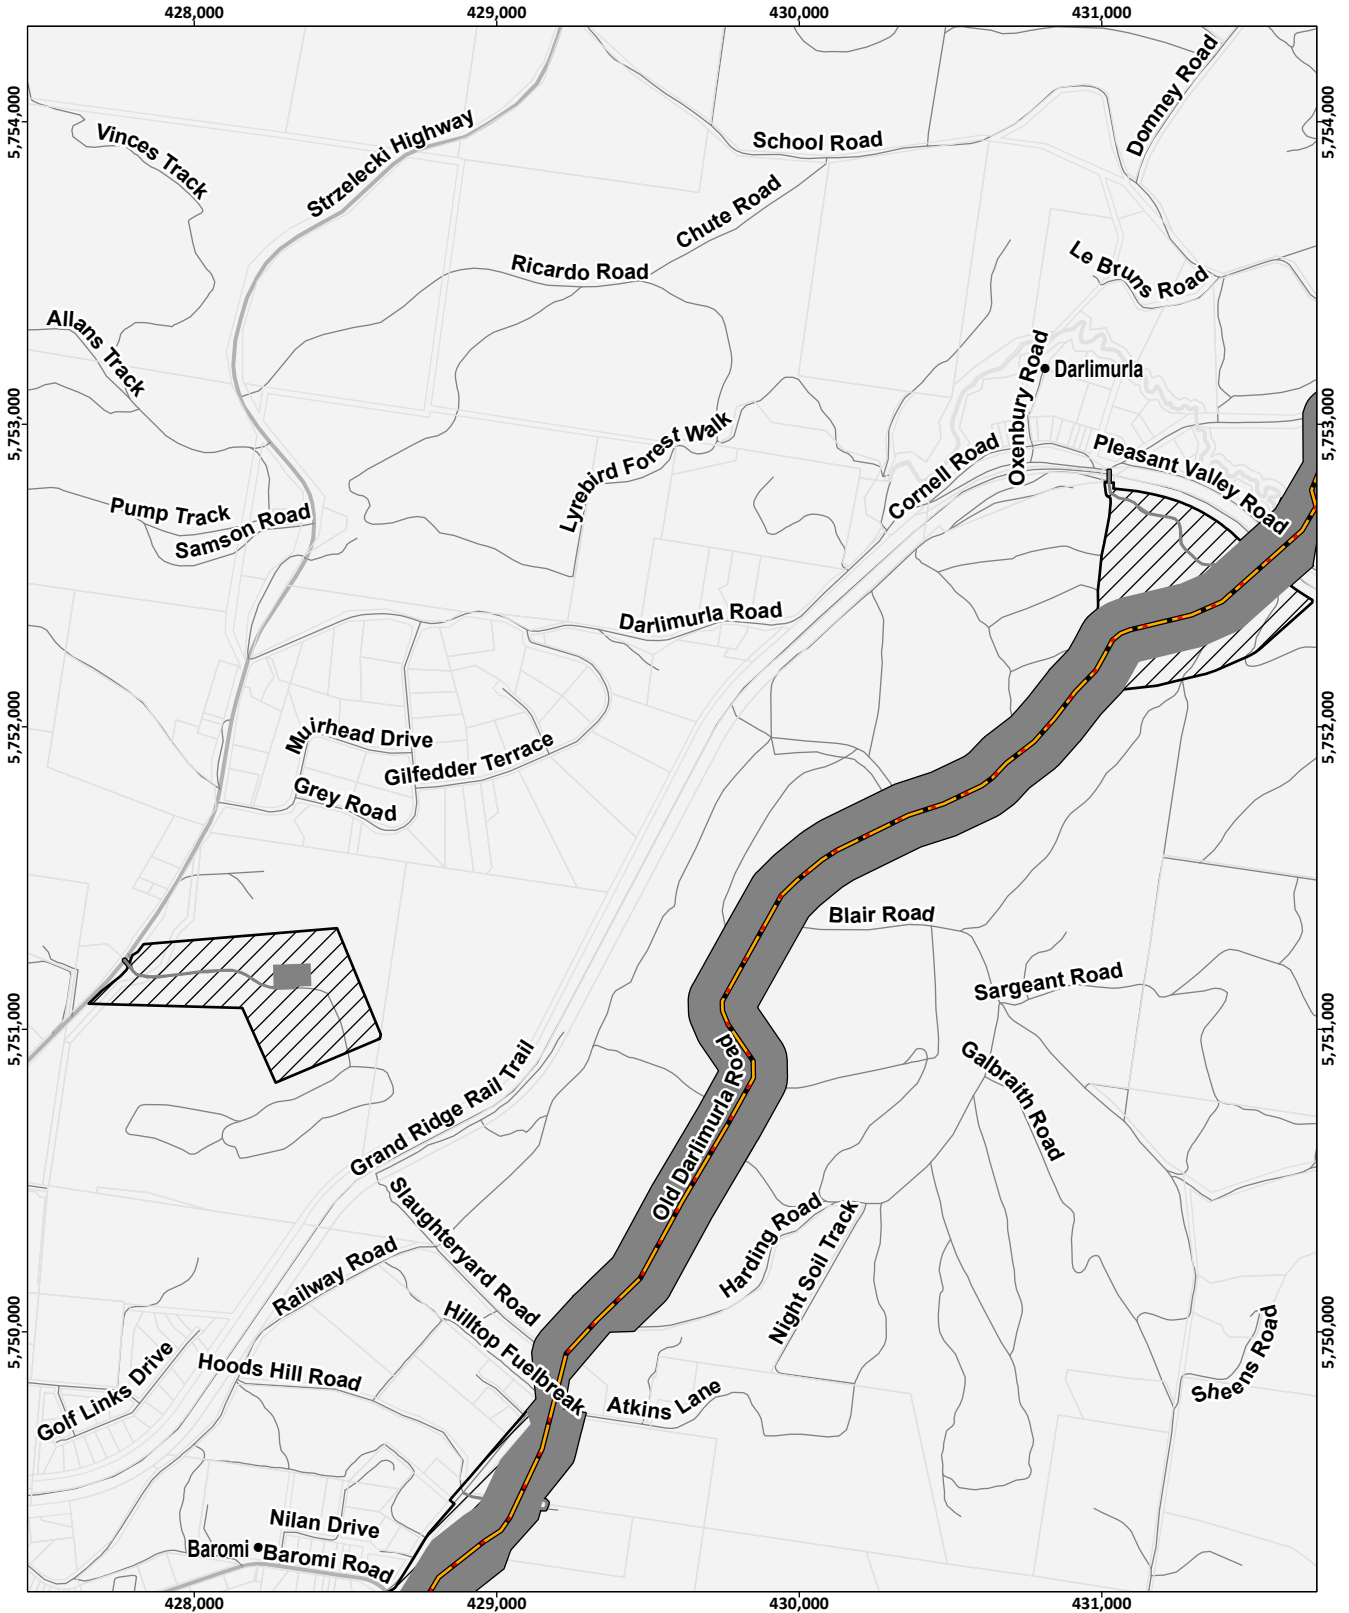 428,000 429,000 430,000 431,000
5,754,000
5,754,000
Domney Road
Vinces Track
Strzelecki Highway
School Road
Chute Road
Ricardo Road
Le Bruns Road
Allans Track
Oxenbury Road
Darlimurla
5,753,000
5,753,000
Lyrebird Forest Walk
Cornell Road
Pleasant Valley Road
Pump Track
Samson Road
Darlimurla Road
5,752,000
5,752,000
Muirhead Drive
Gilfedder Terrace
Grey Road
Blair Road
Sargeant Road
5,751,000
5,751,000
Grand Ridge Rail Trail
Old Darlimurla Road
Galbraith Road
Slaughteryard Road
Harding Road
Night Soil Track
Railway Road
5,750,000
5,750,000
Hilltop Fuelbreak
Golf Links Drive
Hoods Hill Road
Atkins Lane
Sheens Road
Nilan Drive
Baromi
Baromi Road
428,000 429,000 430,000 431,000